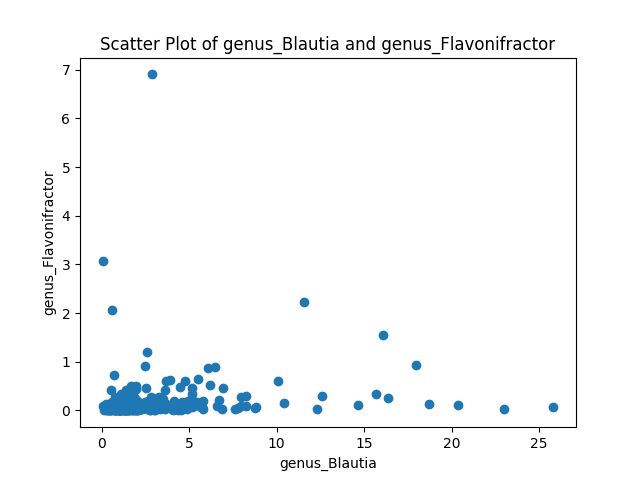 Scatter Plot of genus_Blautia and genus_Flavonifractor
7
6
5
4
3
2
1
0
genus_Flavonifractor
0 5 10 15 20 25
genus_Blautia